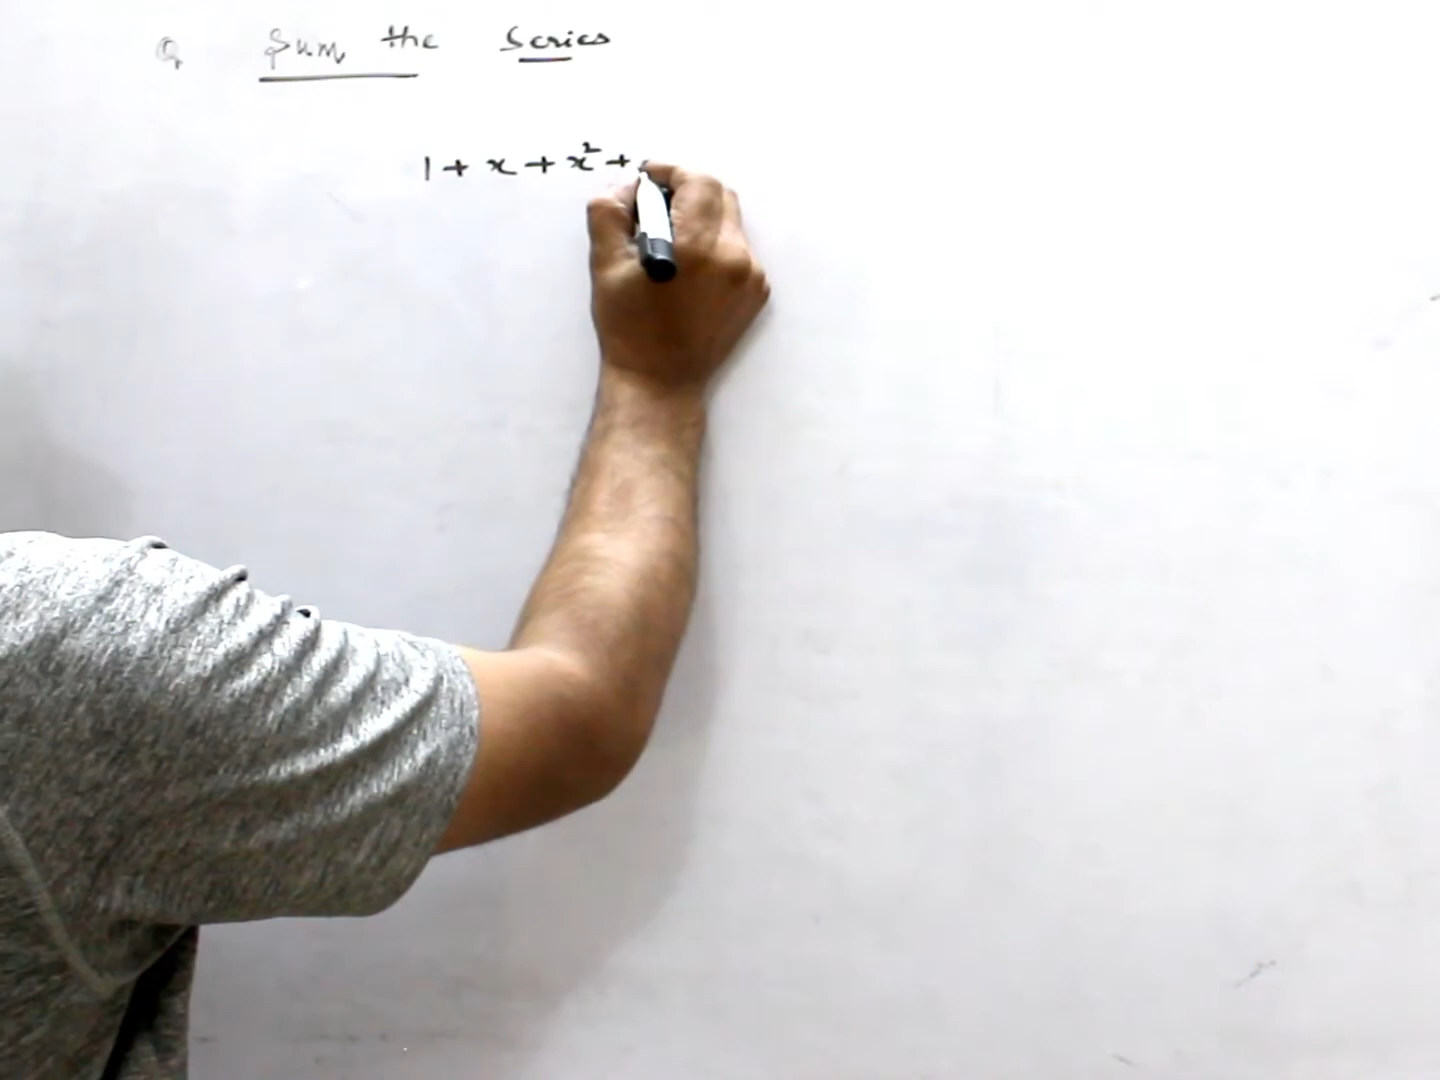 Q Sum the Series
1 + x + x² +